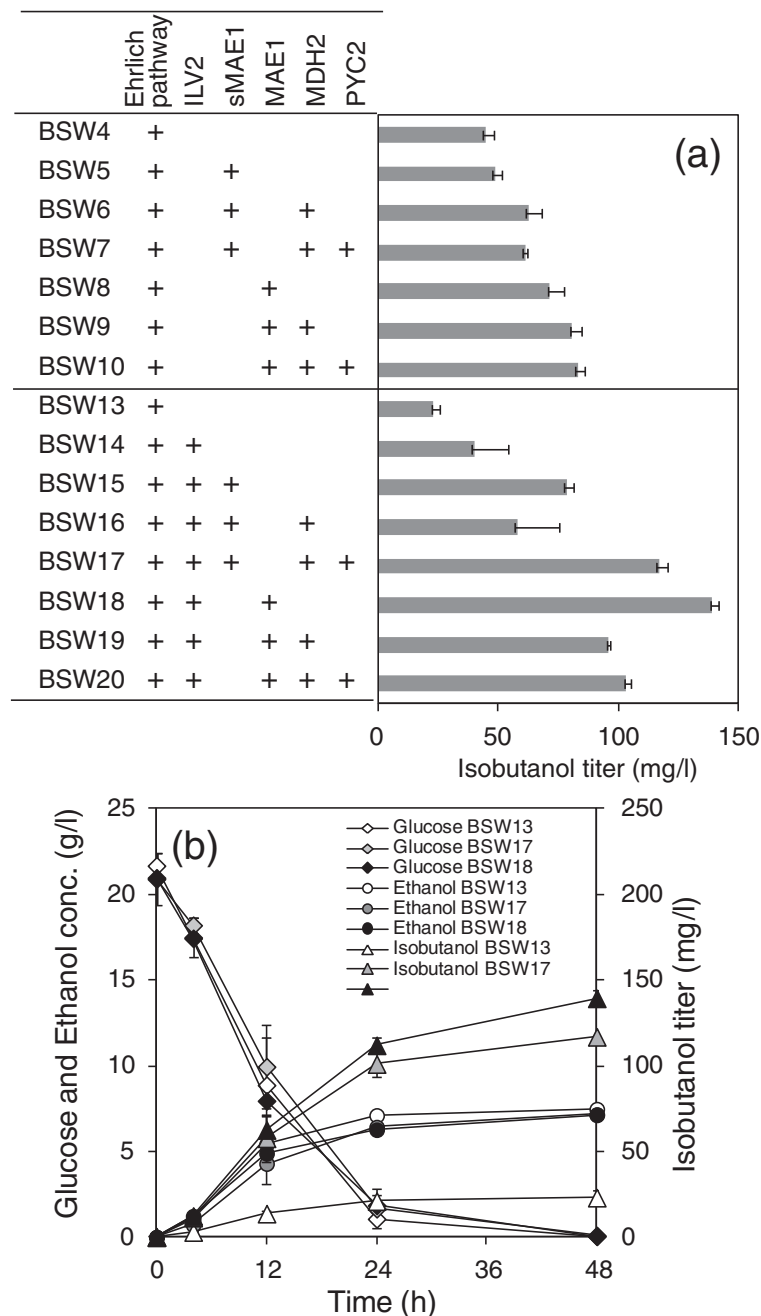 Ehrlich pathway ILV2 sMAE1 MAE1 MDH2 PYC2
(a)
BSW4 +
BSW5 + +
BSW6 + + +
BSW7 + + + +
BSW8 + +
BSW9 + + +
BSW10 + + + +
BSW13 +
BSW14 + +
BSW15 + + +
BSW16 + + + +
BSW17 + + + + +
BSW18 + + +
BSW19 + + + +
BSW20 + + + + +
0 50 100 150
Isobutanol titer (mg/l)
(b)
Glucose and Ethanol conc. (g/l)
25
20
15
10
5
0
Glucose BSW13
Glucose BSW17
Glucose BSW18
Ethanol BSW13
Ethanol BSW17
Ethanol BSW18
Isobutanol BSW13
Isobutanol BSW17
250
200
150
100
50
0
Isobutanol titer (mg/l)
0 12 24 36 48
Time (h)